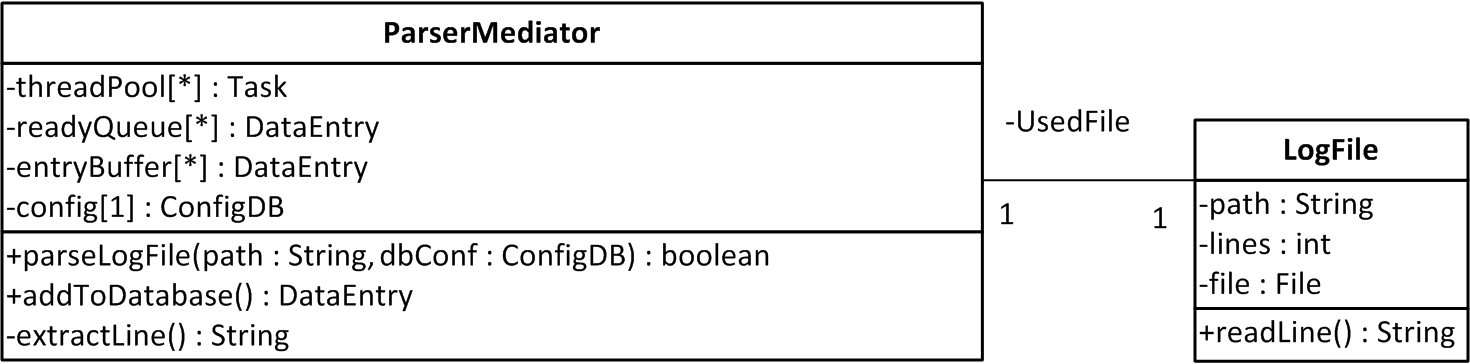 ParserMediator
-threadPool[*] : Task
-readyQueue[*] : DataEntry
-entryBuffer[*] : DataEntry
-config[1] : ConfigDB
+parseLogFile(path : String, dbConf : ConfigDB) : boolean
+addToDatabase() : DataEntry
-extractLine() : String
-UsedFile
1
1
LogFile
-path : String
-lines : int
-file : File
+readLine() : String